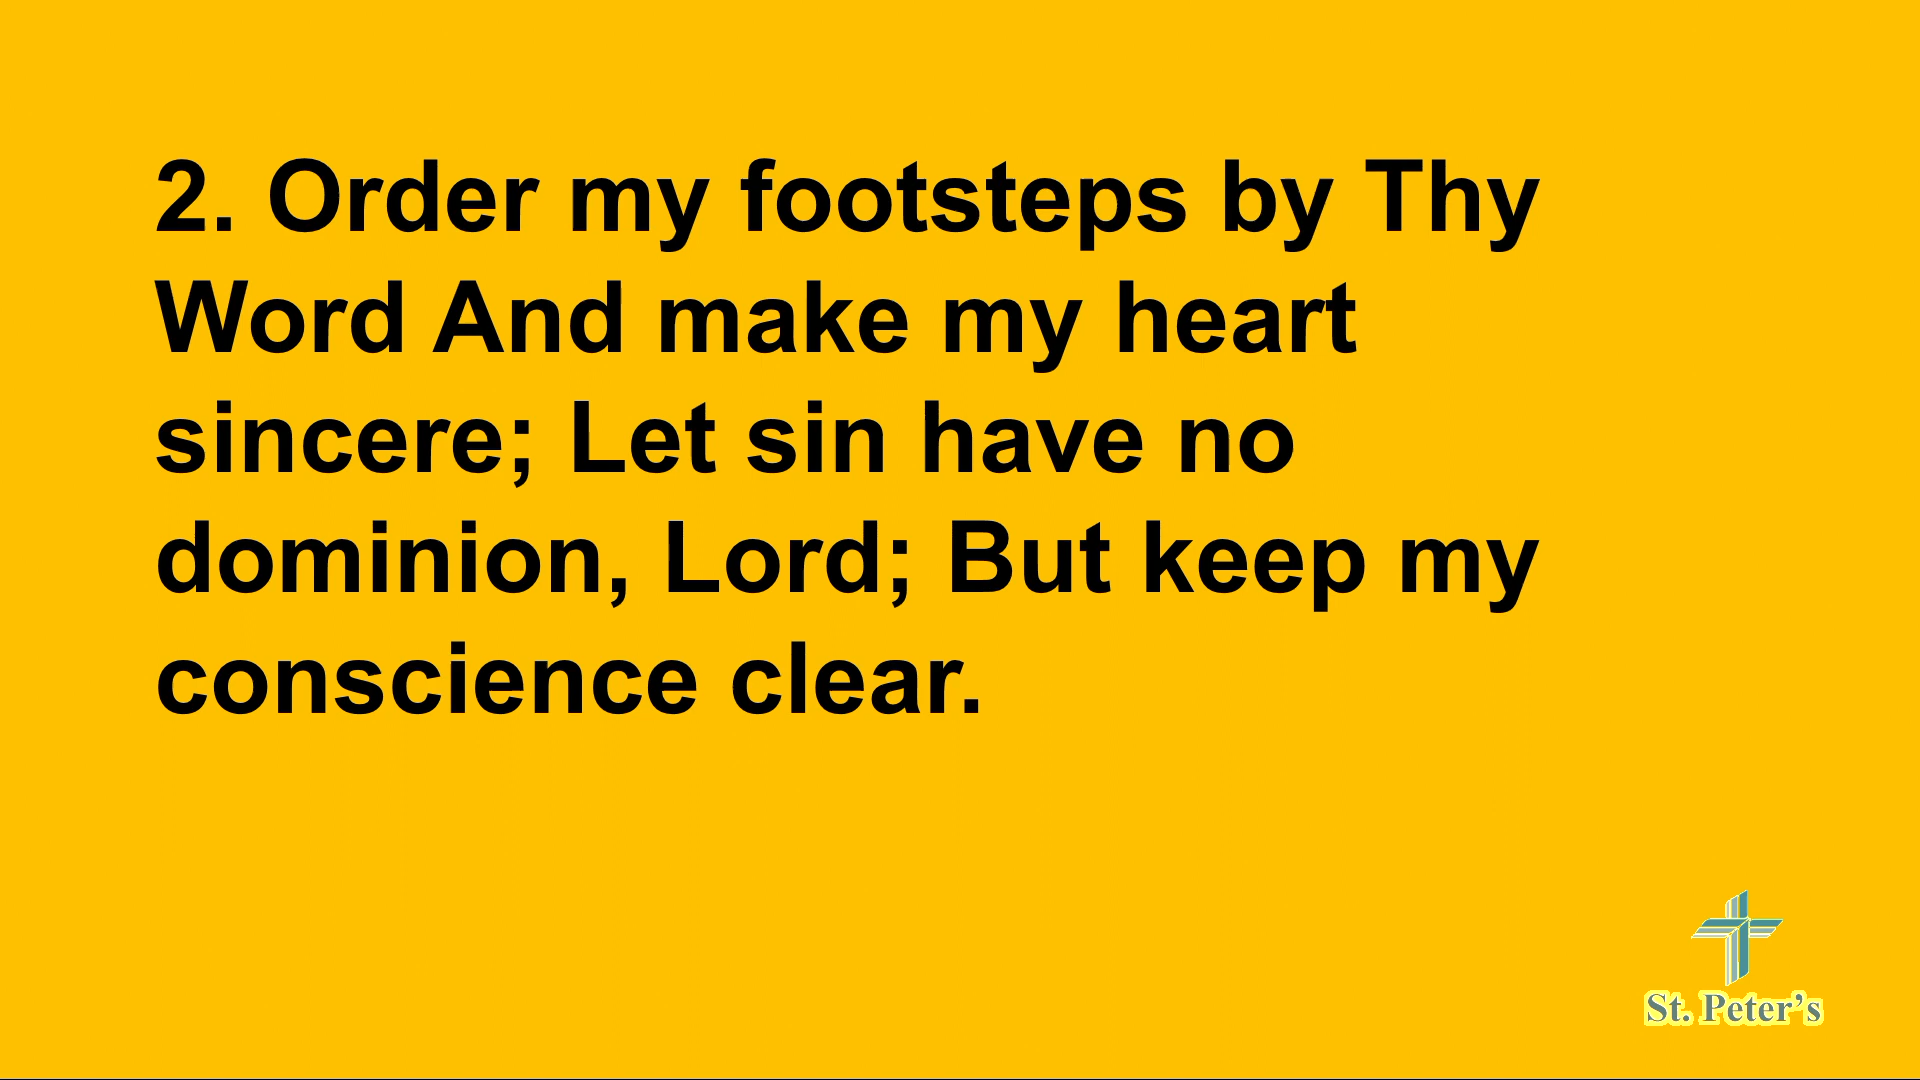 2. Order my footsteps by Thy
Word And make my heart
sincere; Let sin have no
dominion, Lord; But keep my
conscience clear.
St. Peter's